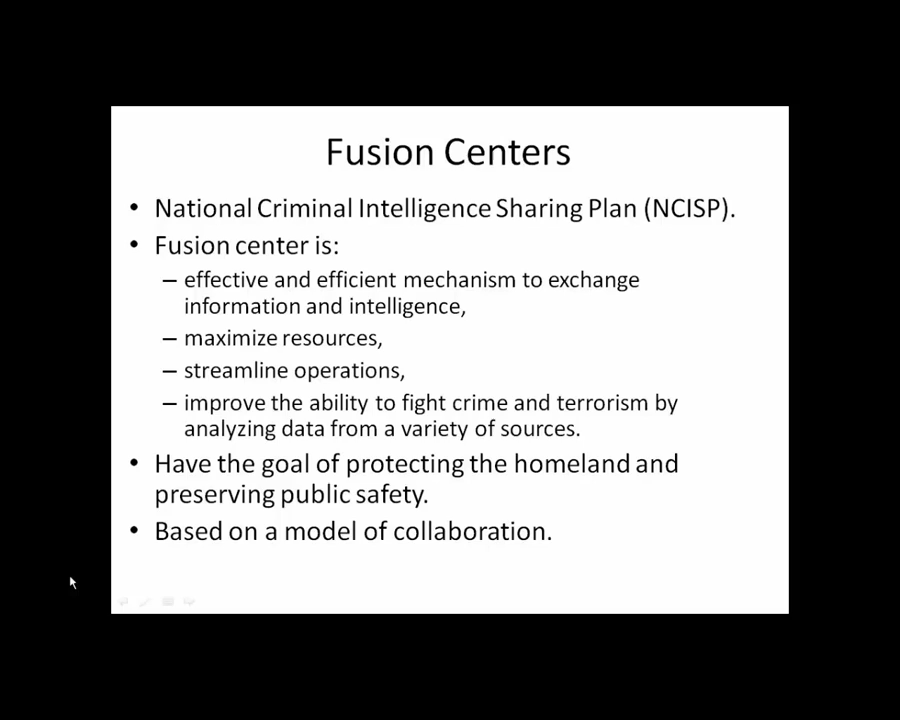 Fusion Centers
• National Criminal Intelligence Sharing Plan (NCISP).
• Fusion center is:
– effective and efficient mechanism to exchange
information and intelligence,
– maximize resources,
– streamline operations,
– improve the ability to fight crime and terrorism by
analyzing data from a variety of sources.
• Have the goal of protecting the homeland and
preserving public safety.
• Based on a model of collaboration.